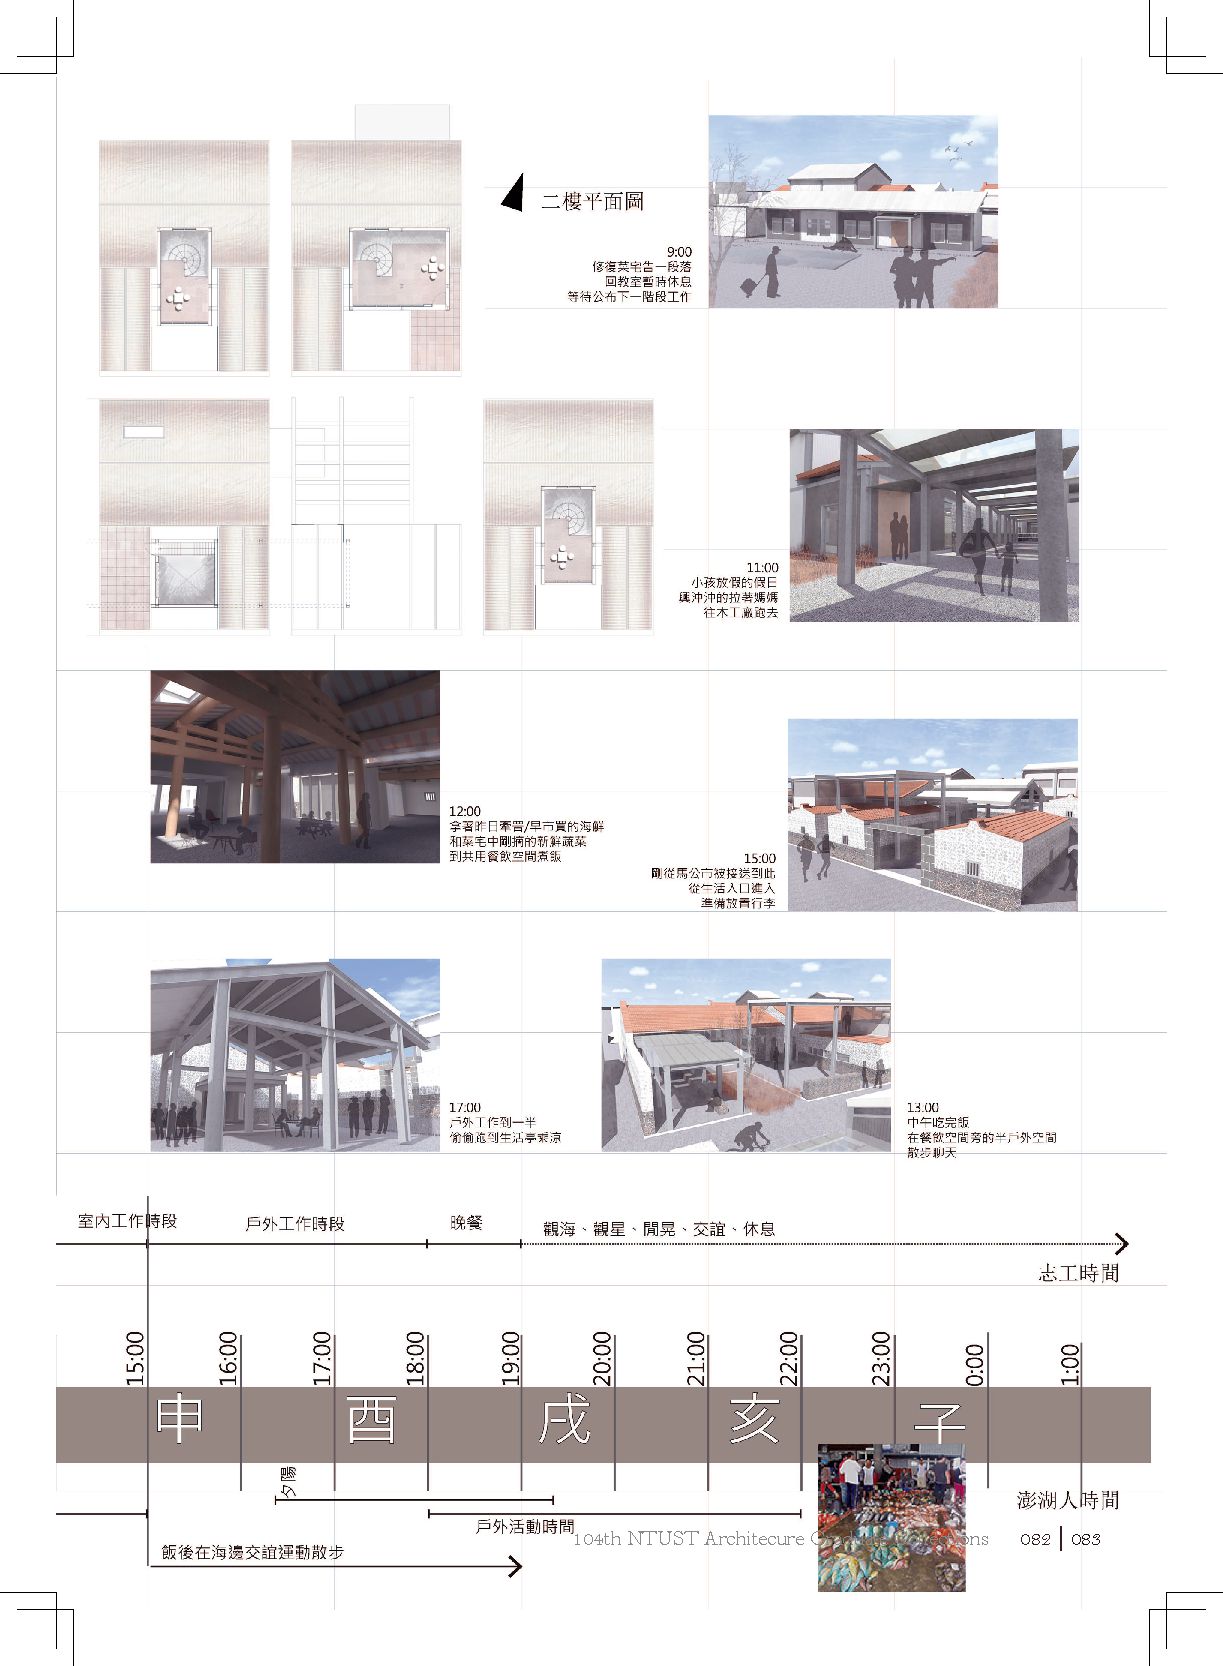 二樓平面圖
9:00
修復菜宅告一段落
回教室暫時休息
等待公布下一階段工作
11:00
小孩放假的假日
興沖沖的拉著媽媽
往木工廠跑去
12:00
拿著昨日牽罟/早市買的海鮮
和菜宅中剛摘的新鮮蔬菜
到共用餐飲空間煮飯
15:00
剛從馬公市被接送到此
從生活入口進入
準備放置行李
17:00
戶外工作到一半
偷偷跑到生活亭乘涼
13:00
中午吃完飯
在餐飲空間旁的半戶外空間
散步聊天
室內工作時段
戶外工作時段
晚餐
觀海、觀星、閒晃、交誼、休息
志工時間
15:00
16:00
17:00
18:00
19:00
20:00
21:00
22:00
23:00
0:00
1:00
申
酉
戌
亥
子
夕陽
澎湖人時間
戶外活動時間
104th NTUST Architecure
082 | 083
飯後在海邊交誼運動散步